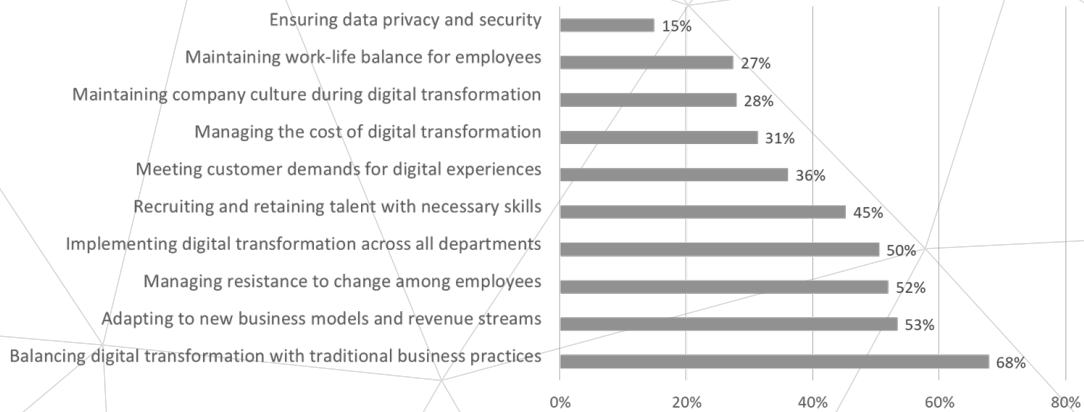 Ensuring data privacy and security 15%
Maintaining work-life balance for employees 27%
Maintaining company culture during digital transformation 28%
Managing the cost of digital transformation 31%
Meeting customer demands for digital experiences 36%
Recruiting and retaining talent with necessary skills 45%
Implementing digital transformation across all departments 50%
Managing resistance to change among employees 52%
Adapting to new business models and revenue streams 53%
Balancing digital transformation with traditional business practices 68%
0% 20% 40% 60% 80%